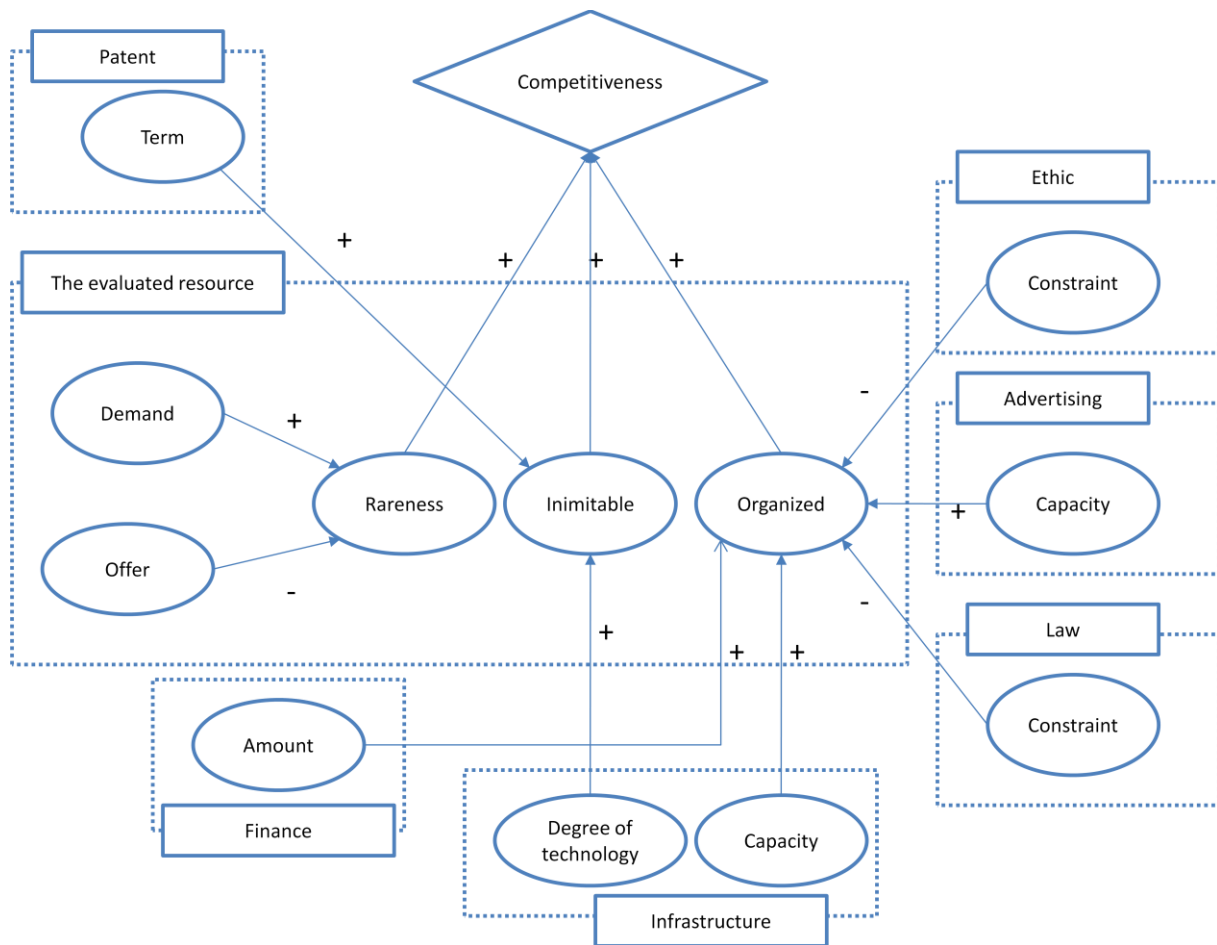 Patent
Term
Competitiveness
Ethic
Constraint
+
+
+
+
The evaluated resource
-
Advertising
Demand
+
Rareness
Inimitable
Organized
Capacity
+
Offer
-
-
+
+
+
Law
Constraint
Amount
Finance
Degree of
technology
Capacity
Infrastructure